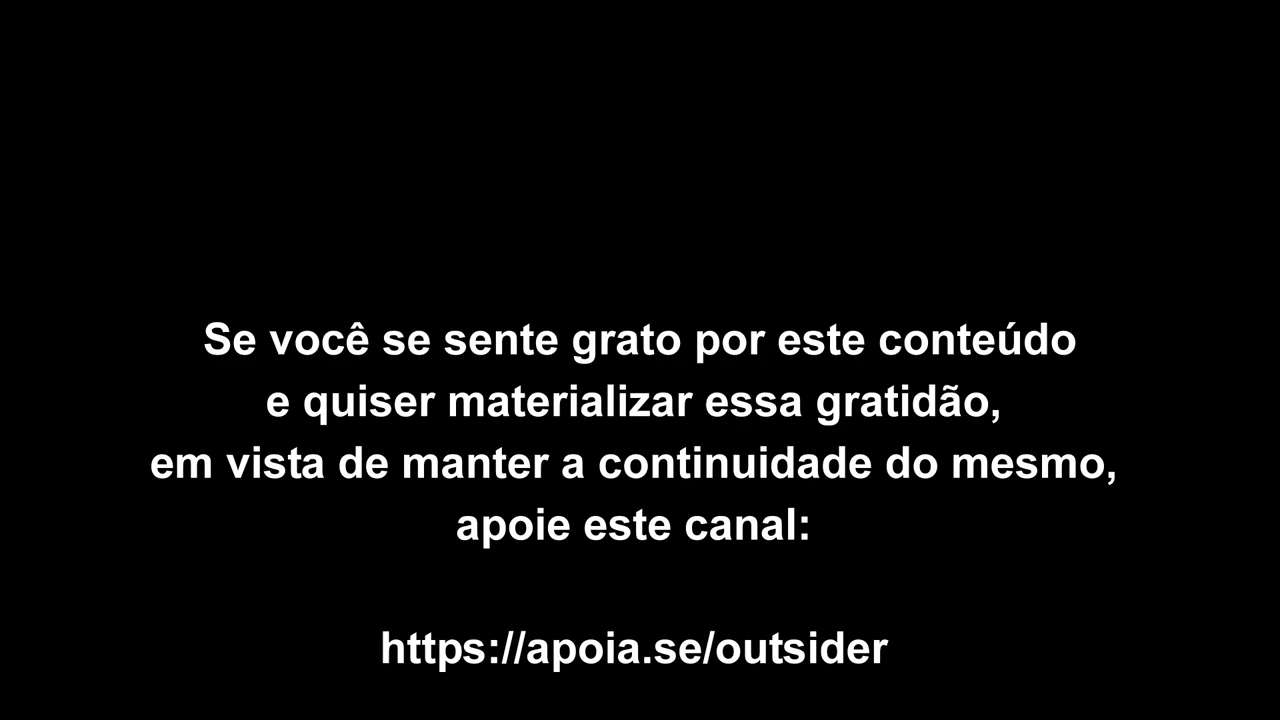 Se você se sente grato por este conteúdo
e quiser materializar essa gratidão,
em vista de manter a continuidade do mesmo,
apoie este canal:
https://apoia.se/outsider